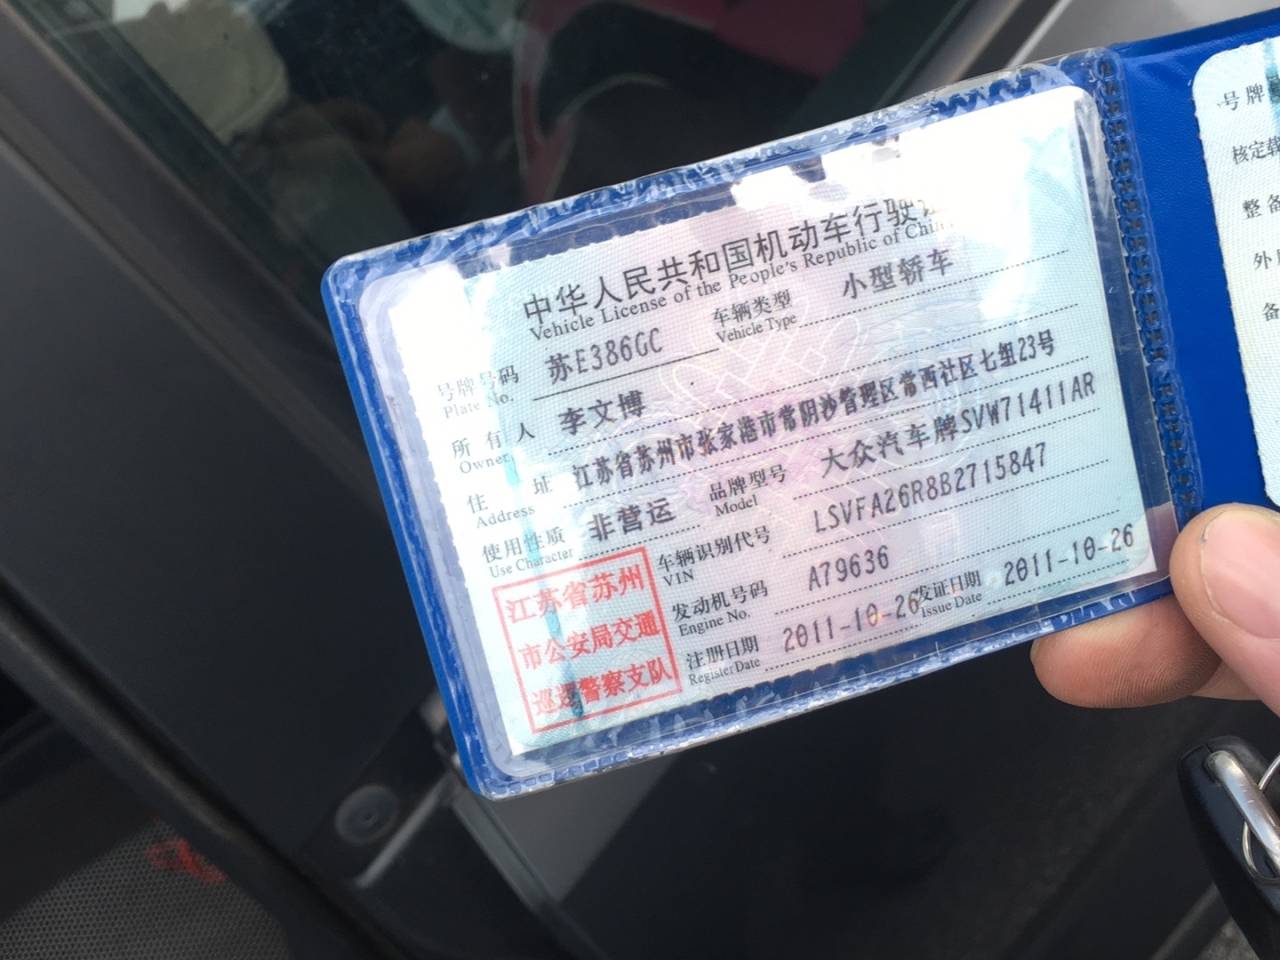 中华人民共和国机动车行驶
Vehicle License of the People's Republic of China
号牌号码 苏E386GC 车辆类型 小型轿车
Plate No. Vehicle Type
所有人 李文博
Owner
住址 江苏省苏州市张家港市常阴沙管理区常西社区七组23号
Address
使用性质 非营运 品牌型号 大众汽车牌SVW71411AR
Use Character Model
车辆识别代号 LSVFA26R8B2715847
VIN
发动机号码 A79636
Engine No.
注册日期 2011-10-26 发证日期 2011-10-26
Register Date Issue Date
江苏省苏州
市公安局交通
巡逻警察支队
号牌
核定载
整备
外
备